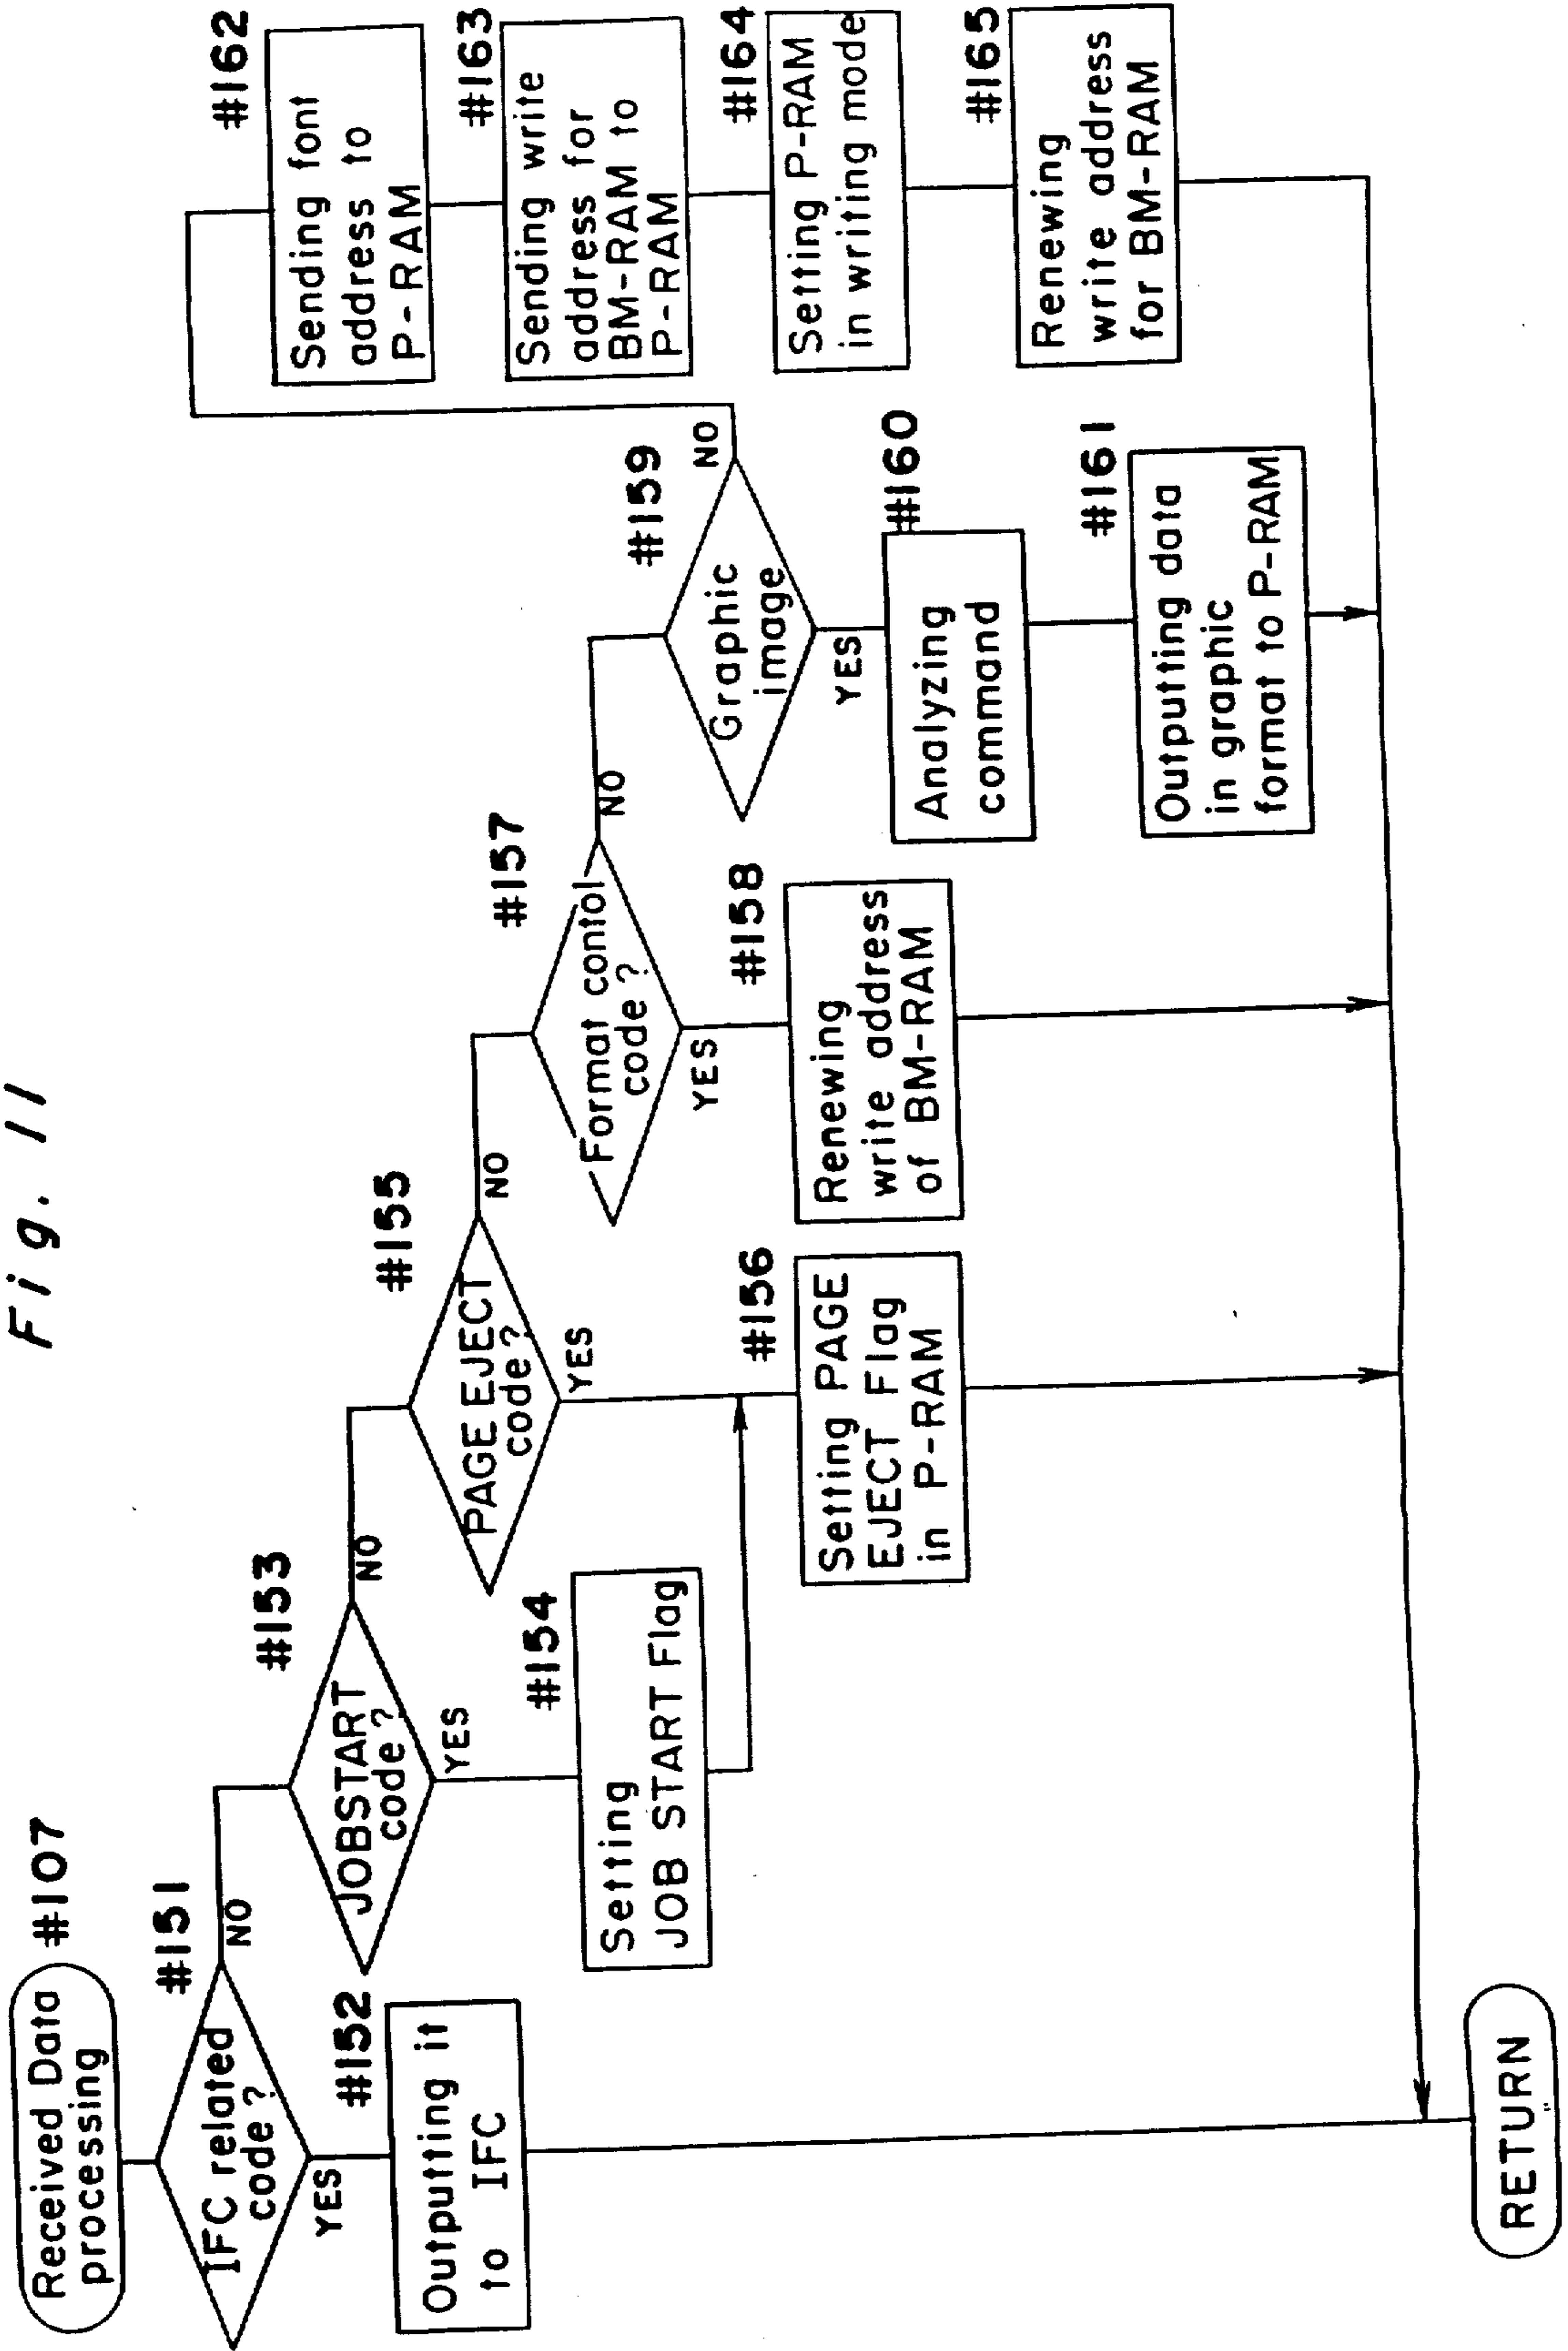 Fig. 11
Received Data
processing
#107
#151
IFC related
code?
NO
YES
#152
Outputting it
to IFC
#153
JOBSTART
code?
NO
YES
#154
Setting
JOB START Flag
#155
PAGE EJECT
code?
NO
YES
#156
Setting PAGE
EJECT Flag
in P-RAM
#157
Format contol
code?
NO
YES
#158
Renewing
write address
of BM-RAM
#159
Graphic
image
NO
YES
#160
Analyzing
command
#161
Outputting data
in graphic
format to P-RAM
#162
Sending font
address to
P-RAM
#163
Sending write
address for
BM-RAM to
P-RAM
#164
Setting P-RAM
in writing mode
#165
Renewing
write address
for BM-RAM
RETURN